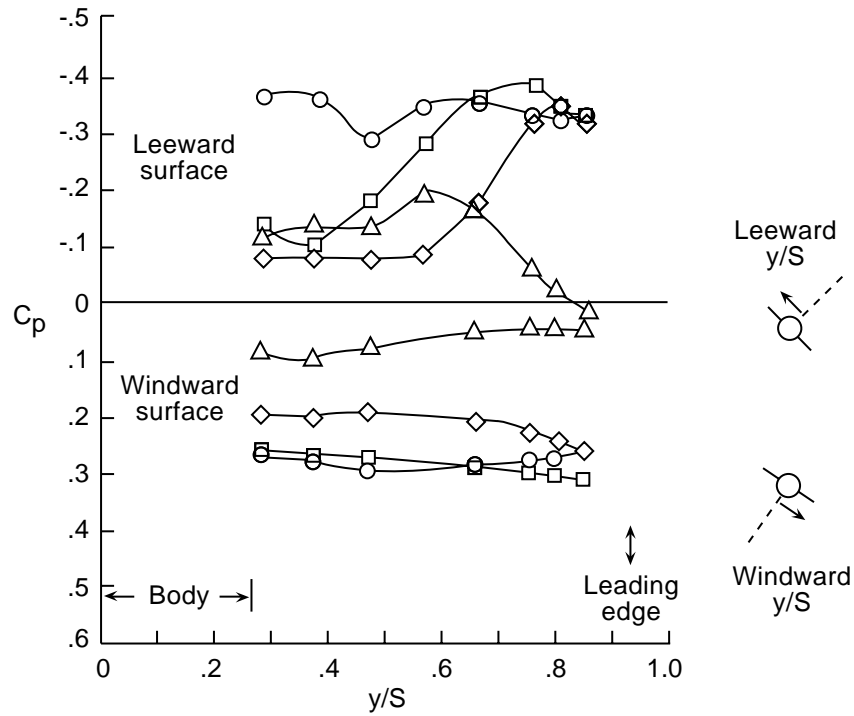 -.5
-.4
-.3
-.2
-.1
0
.1
.2
.3
.4
.5
.6
Cp
Leeward
surface
Windward
surface
Body
Leading
edge
0
.2
.4
.6
.8
1.0
y/S
Leeward
y/S
Windward
y/S